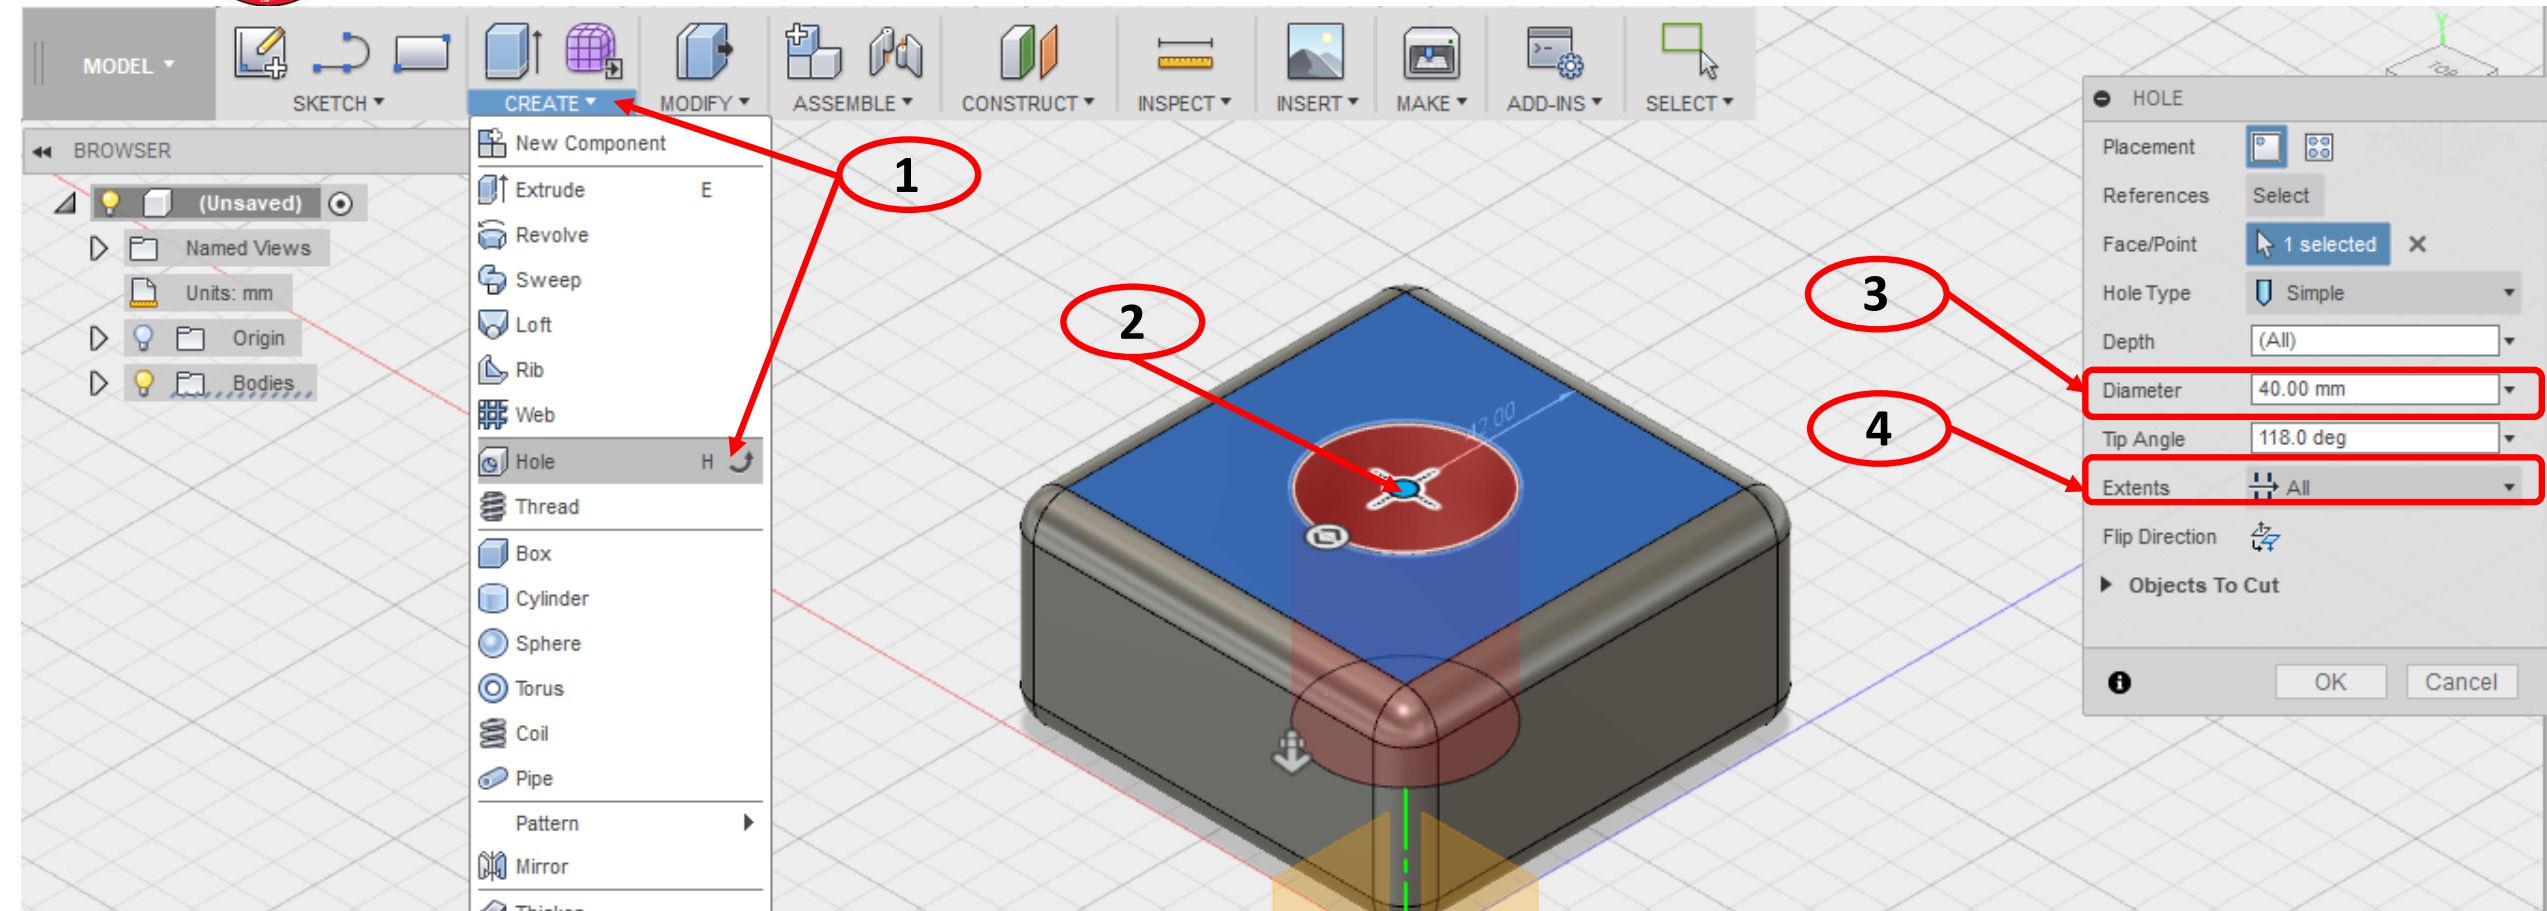 MODEL
SKETCH
CREATE
MODIFY
ASSEMBLE
CONSTRUCT
INSPECT
INSERT
MAKE
ADD-INS
SELECT
TOP
Y
BROWSER
(Unsaved)
Named Views
Units: mm
Origin
Bodies
New Component
Extrude E
Revolve
Sweep
Loft
Rib
Web
Hole H
Thread
Box
Cylinder
Sphere
Torus
Coil
Pipe
Pattern
Mirror
1
2
3
4
HOLE
Placement
References Select
Face/Point 1 selected
Hole Type Simple
Depth (All)
Diameter 40.00 mm
Tip Angle 118.0 deg
Extents All
Flip Direction
Objects To Cut
OK Cancel